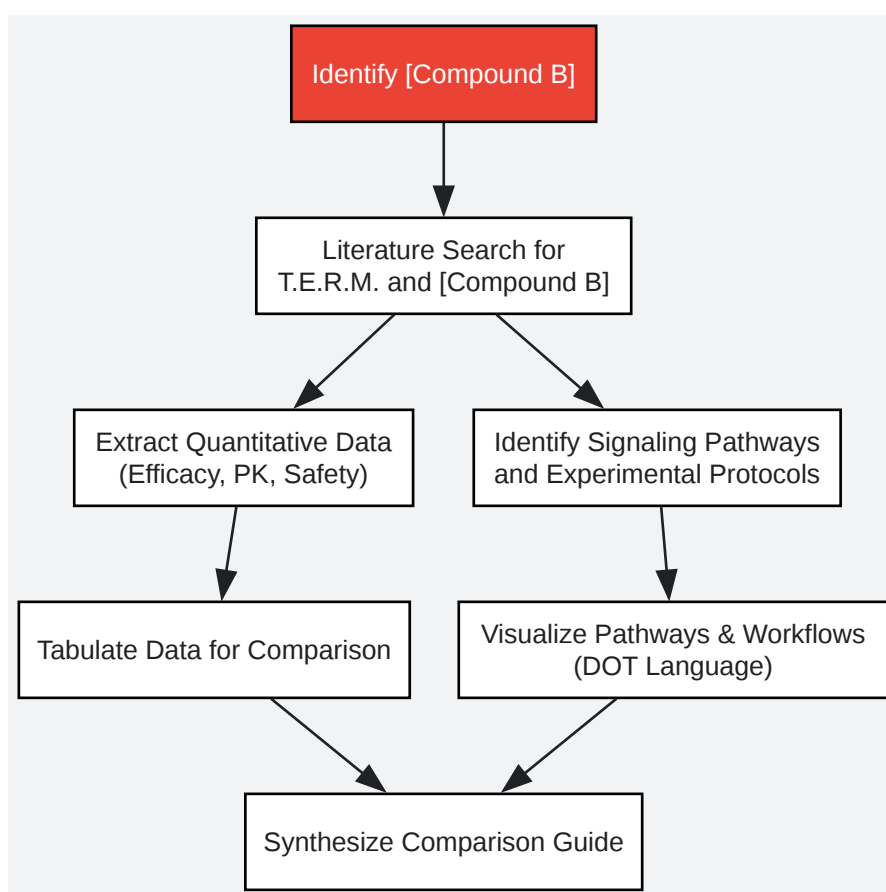 Identify [Compound B]
Literature Search for
T.E.R.M. and [Compound B]
Extract Quantitative Data
(Efficacy, PK, Safety)
Identify Signaling Pathways
and Experimental Protocols
Tabulate Data for Comparison
Visualize Pathways & Workflows
(DOT Language)
Synthesize Comparison Guide